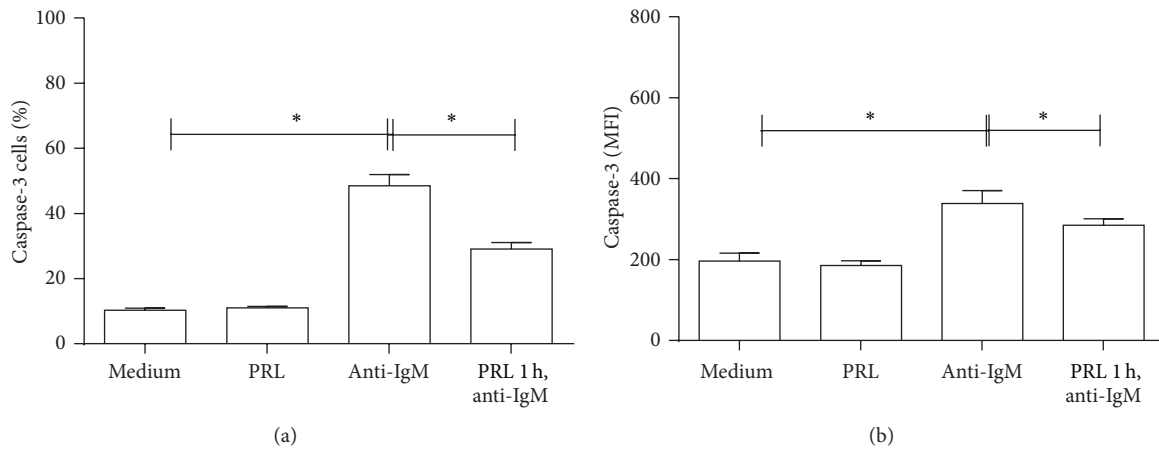 100
80
60
40
20
0
Caspase-3 cells (%)
*
*
Medium
PRL
Anti-IgM
PRL 1 h,
anti-IgM
(a)
800
600
400
200
0
Caspase-3 (MFI)
*
*
Medium
PRL
Anti-IgM
PRL 1 h,
anti-IgM
(b)